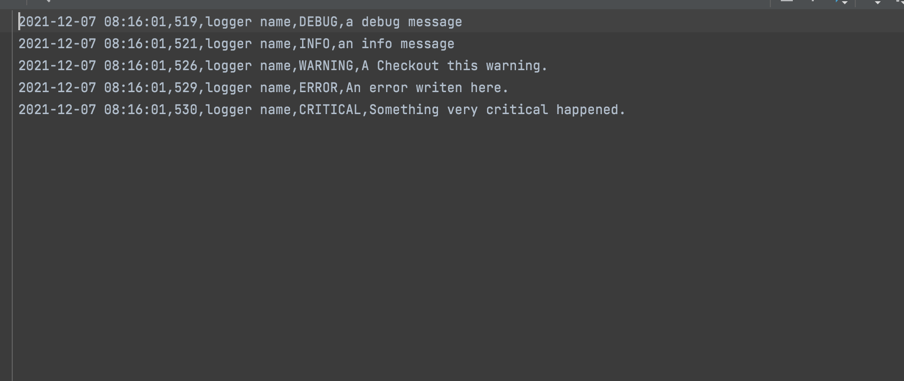 2021-12-07 08:16:01,519,logger name,DEBUG,a debug message
2021-12-07 08:16:01,521,logger name,INFO,an info message
2021-12-07 08:16:01,526,logger name,WARNING,A Checkout this warning.
2021-12-07 08:16:01,529,logger name,ERROR,An error writen here.
2021-12-07 08:16:01,530,logger name,CRITICAL,Something very critical happened.